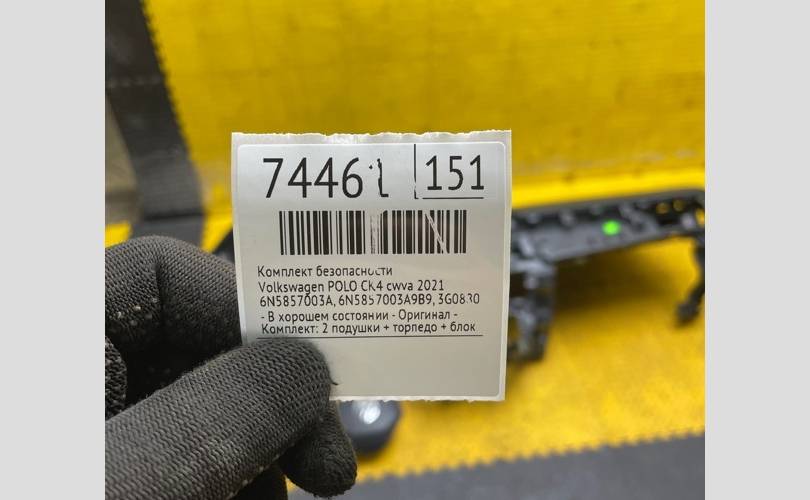 74461 151
Комплект безопасности
Volkswagen POLO CK4 cwva 2021
6N5857003A, 6N5857003A9B9, 3G0830
- В хорошем состоянии - Оригинал -
Комплект: 2 подушки + торпедо + блок